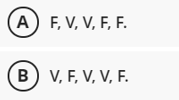 A F, V, V, F, F.
B V, F, V, V, F.